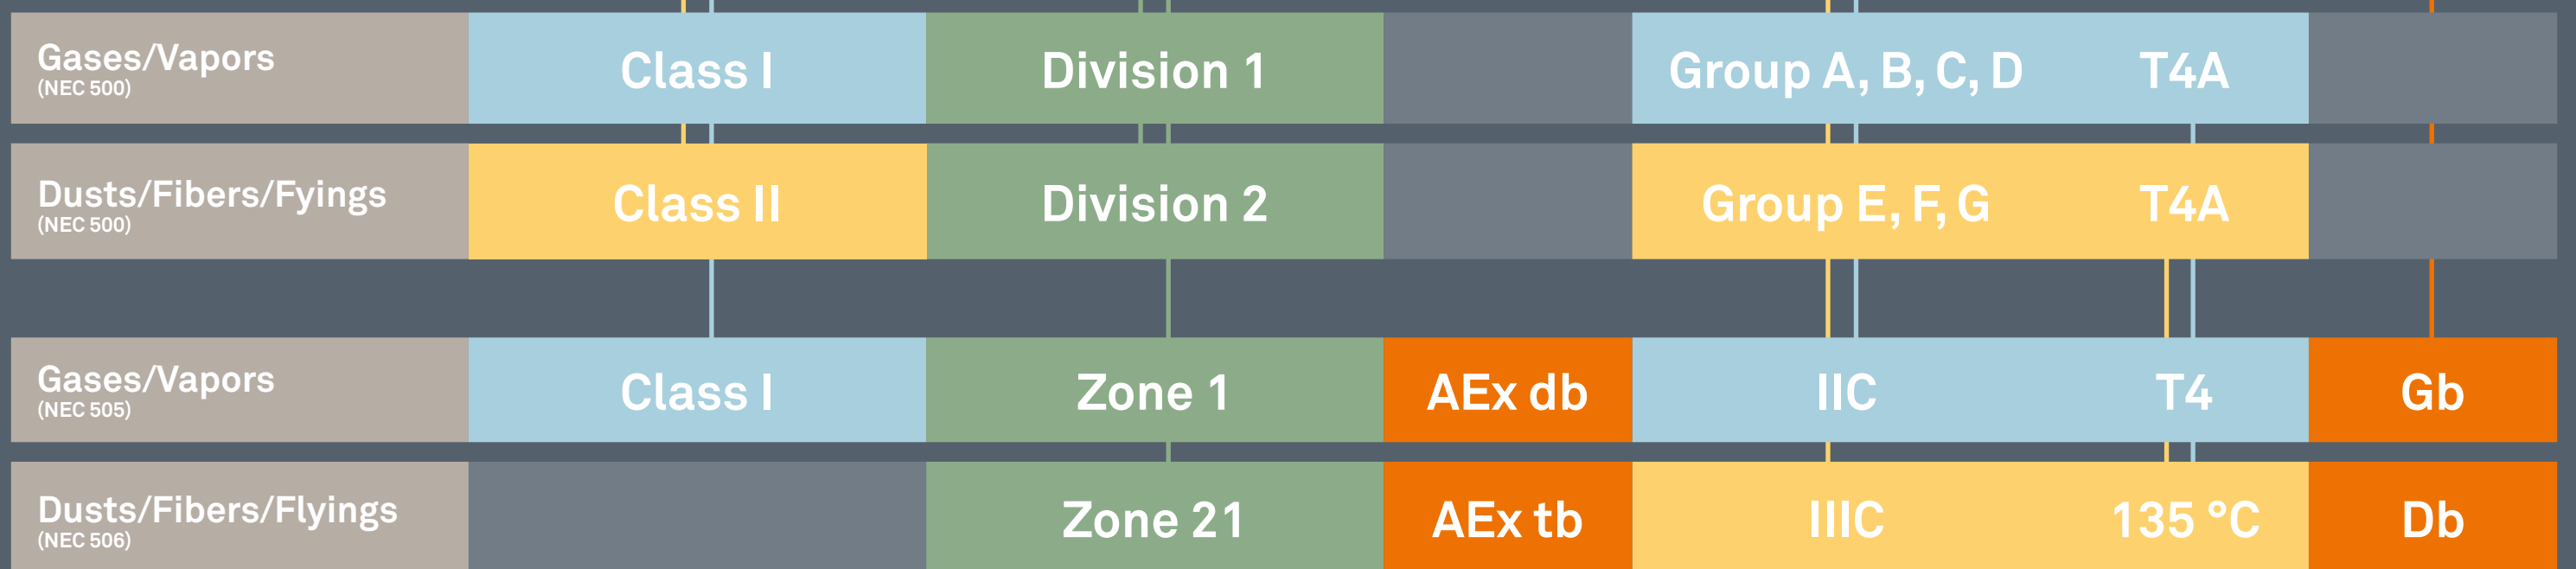 Gases/Vapors Class I Division 1 Group A, B, C, D T4A
(NEC 500)
Dusts/Fibers/Fyings Class II Division 2 Group E, F, G T4A
(NEC 500)
Gases/Vapors Class I Zone 1 AEx db IIC T4 Gb
(NEC 505)
Dusts/Fibers/Flyings Zone 21 AEx tb IIIC 135 °C Db
(NEC 506)